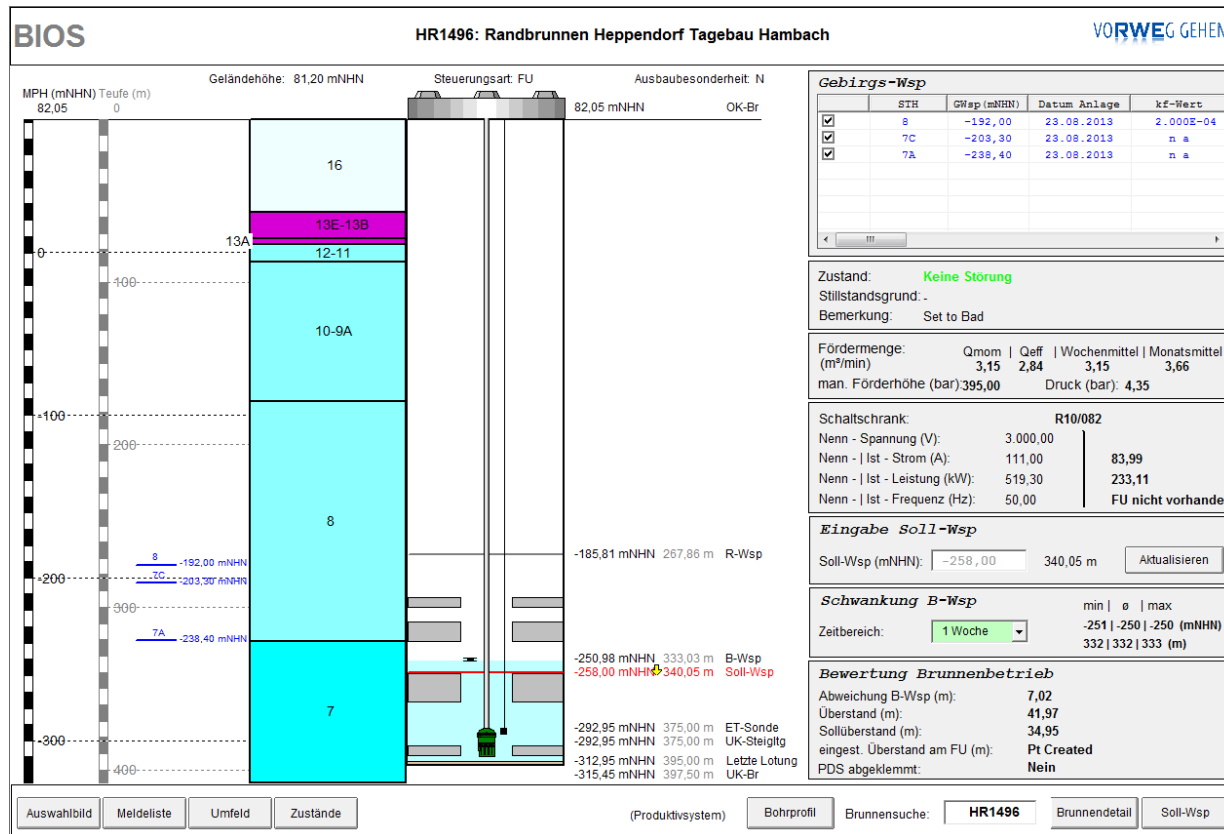 BIOS
HR1496: Randbrunnen Heppendorf Tagebau Hambach
VORWEG GEHEN
Geländehöhe: 81,20 mNHN Steuerungsart: FU Ausbaubesonderheit: N
MPH (mNHN) Teufe (m)
82,05 0
82,05 mNHN OK-Br
16
13E-13B
13A
0
12-11
100
10-9A
-100
200
8
-185,81 mNHN 267,86 m R-Wsp
8 -192,00 mNHN
-200
7C -203,30 mNHN
300
7A -238,40 mNHN
-250,98 mNHN 333,03 m B-Wsp
-258,00 mNHN 340,05 m Soll-Wsp
7
-292,95 mNHN 375,00 m ET-Sonde
-292,95 mNHN 375,00 m UK-Steigltg
-300
-312,95 mNHN 395,00 m Letzte Lotung
400
-315,45 mNHN 397,50 m UK-Br
Gebirgs-Wsp
STH GWsp(mNHN) Datum Anlage kf-Wert
8 -192,00 23.08.2013 2.000E-04
7C -203,30 23.08.2013 n a
7A -238,40 23.08.2013 n a
Zustand: Keine Störung
Stillstandsgrund: -
Bemerkung: Set to Bad
Fördermenge: Qmom | Qeff | Wochenmittel | Monatsmittel
(m³/min) 3,15 2,84 3,15 3,66
man. Förderhöhe (bar): 395,00 Druck (bar): 4,35
Schaltschrank: R10/082
Nenn - Spannung (V): 3.000,00
Nenn - | Ist - Strom (A): 111,00 83,99
Nenn - | Ist - Leistung (kW): 519,30 233,11
Nenn - | Ist - Frequenz (Hz): 50,00 FU nicht vorhande
Eingabe Soll-Wsp
Soll-Wsp (mNHN): -258,00 340,05 m Aktualisieren
Schwankung B-Wsp
min | ø | max
Zeitbereich: 1 Woche -251 | -250 | -250 (mNHN)
332 | 332 | 333 (m)
Bewertung Brunnenbetrieb
Abweichung B-Wsp (m): 7,02
Überstand (m): 41,97
Sollüberstand (m): 34,95
eingest. Überstand am FU (m): Pt Created
PDS abgeklemmt: Nein
Auswahlbild Meldeliste Umfeld Zustände (Produktivsystem) Bohrprofil Brunnensuche: HR1496 Brunnendetail Soll-Wsp